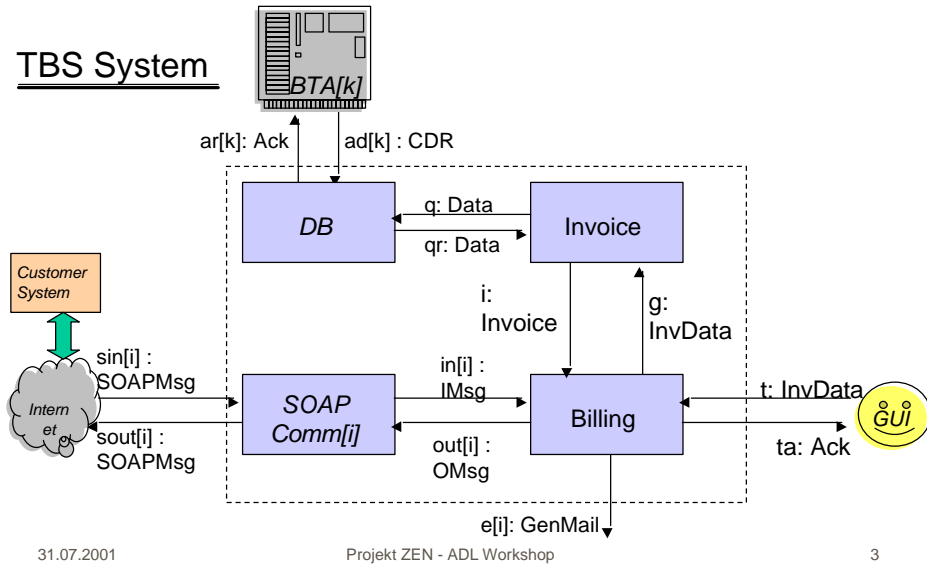 TBS System
BTA[k]
ar[k]: Ack
ad[k] : CDR
DB
q: Data
qr: Data
Invoice
Customer
System
i:
Invoice
g:
InvData
sin[i] :
SOAPMsg
in[i] :
IMsg
Intern
et
SOAP
Comm[i]
Billing
t: InvData
GUI
sout[i] :
SOAPMsg
out[i] :
OMsg
ta: Ack
e[i]: GenMail
31.07.2001
Projekt ZEN - ADL Workshop
3